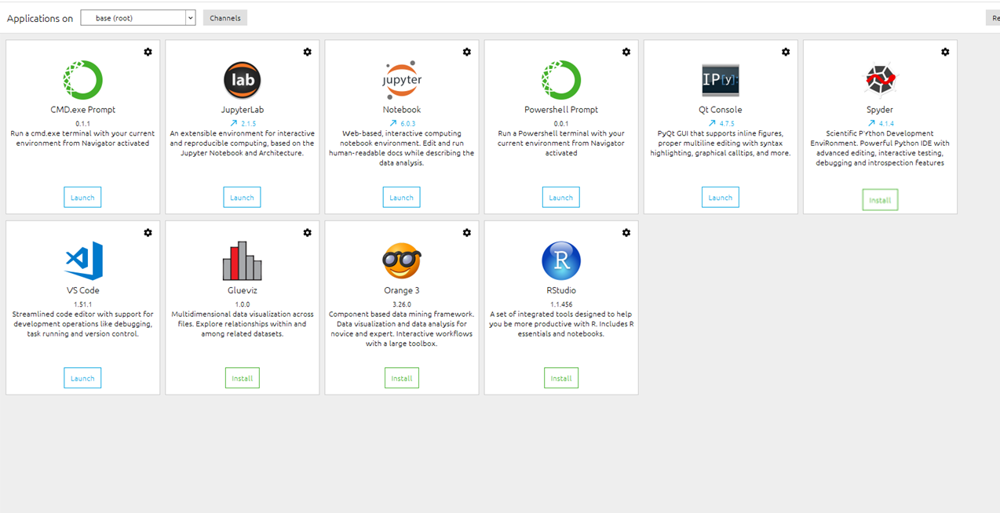 Applications on base (root) Channels Re
CMD.exe Prompt
0.1.1
Run a cmd.exe terminal with your current
environment from Navigator activated
Launch
lab
JupyterLab
2.1.5
An extensible environment for interactive
and reproducible computing, based on the
Jupyter Notebook and Architecture.
Launch
jupyter
Notebook
6.0.3
Web-based, interactive computing
notebook environment. Edit and run
human-readable docs while describing the
data analysis.
Launch
Powershell Prompt
0.0.1
Run a Powershell terminal with your
current environment from Navigator
activated
Launch
IP[y]:
Qt Console
4.7.5
PyQt GUI that supports inline figures,
proper multiline editing with syntax
highlighting, graphical calltips, and more.
Launch
Spyder
4.1.4
Scientific PYthon Development
EnviRonment. Powerful Python IDE with
advanced editing, interactive testing,
debugging and introspection features
Install
VS Code
1.51.1
Streamlined code editor with support for
development operations like debugging,
task running and version control.
Launch
Glueviz
1.0.0
Multidimensional data visualization across
files. Explore relationships within and
among related datasets.
Install
Orange 3
3.26.0
Component based data mining framework.
Data visualization and data analysis for
novice and expert. Interactive workflows
with a large toolbox.
Install
R
RStudio
1.1.456
A set of integrated tools designed to help
you be more productive with R. Includes R
essentials and notebooks.
Install